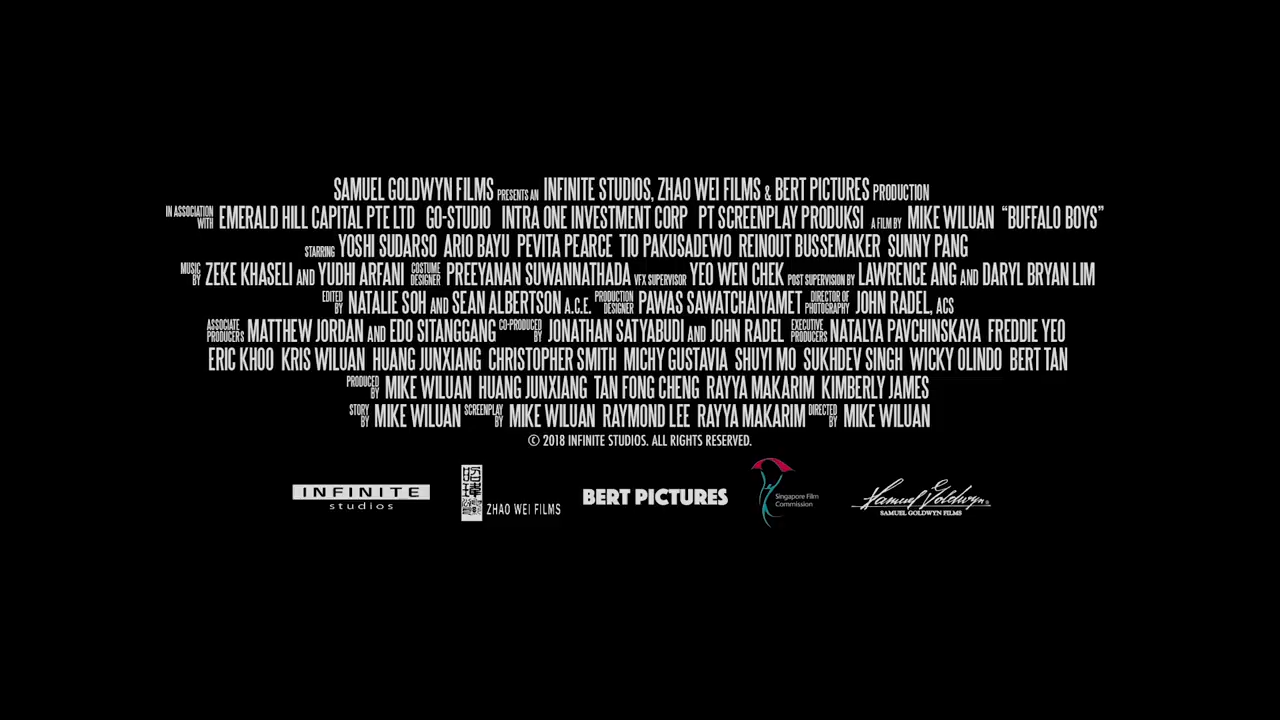 SAMUEL GOLDWYN FILMS PRESENTS AN INFINITE STUDIOS, ZHAO WEI FILMS & BERT PICTURES PRODUCTION
IN ASSOCIATION WITH EMERALD HILL CAPITAL PTE LTD GO-STUDIO INTRA ONE INVESTMENT CORP PT SCREENPLAY PRODUKSI A FILM BY MIKE WILUAN "BUFFALO BOYS"
STARRING YOSHI SUDARSO ARIO BAYU PEVITA PEARCE TIO PAKUSADEWO REINOUT BUSSEMAKER SUNNY PANG
MUSIC BY ZEKE KHASELI AND YUDHI ARFANI COSTUME DESIGNER PREEYANAN SUWANNATHADA VFX SUPERVISOR YEO WEN CHEK POST SUPERVISION BY LAWRENCE ANG AND DARYL BRYAN LIM
EDITED BY NATALIE SOH AND SEAN ALBERTSON A.C.E. PRODUCTION DESIGNER PAWAS SAWATCHAIYAMET DIRECTOR OF PHOTOGRAPHY JOHN RADEL, ACS
ASSOCIATE PRODUCERS MATTHEW JORDAN AND EDO SITANGGANG CO-PRODUCED BY JONATHAN SATYABUDI AND JOHN RADEL EXECUTIVE PRODUCERS NATALYA PAVCHINSKAYA FREDDIE YEO
ERIC KHOO KRIS WILUAN HUANG JUNXIANG CHRISTOPHER SMITH MICHY GUSTAVIA SHUYI MO SUKHDEV SINGH WICKY OLINDO BERT TAN
PRODUCED BY MIKE WILUAN HUANG JUNXIANG TAN FONG CHENG RAYYA MAKARIM KIMBERLY JAMES
STORY BY MIKE WILUAN SCREENPLAY BY MIKE WILUAN RAYMOND LEE RAYYA MAKARIM DIRECTED BY MIKE WILUAN
© 2018 INFINITE STUDIOS. ALL RIGHTS RESERVED.
INFINITE
studios
ZHAO WEI FILMS
BERT PICTURES
Singapore Film
Commission
Samuel Goldwyn
SAMUEL GOLDWYN FILMS